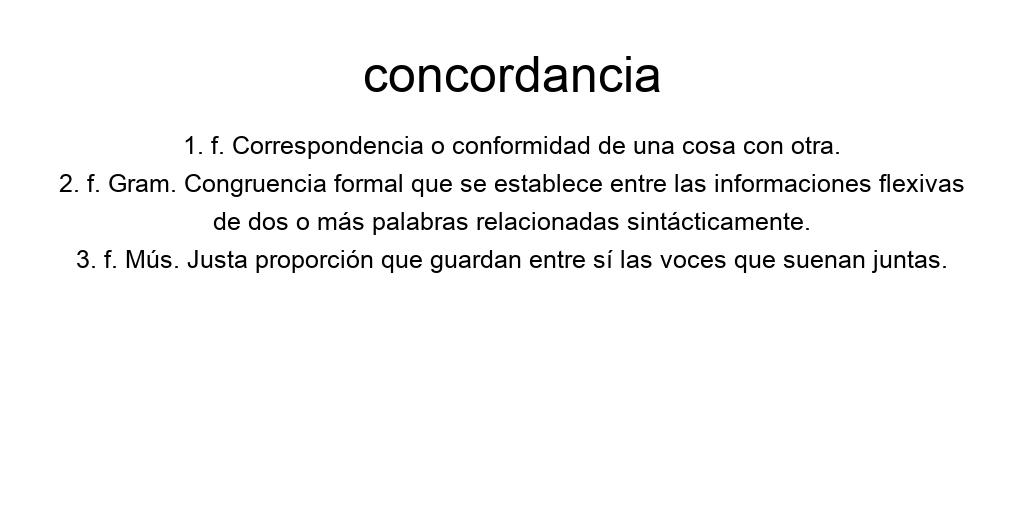 concordancia
1. f. Correspondencia o conformidad de una cosa con otra.
2. f. Gram. Congruencia formal que se establece entre las informaciones flexivas
de dos o más palabras relacionadas sintácticamente.
3. f. Mús. Justa proporción que guardan entre sí las voces que suenan juntas.